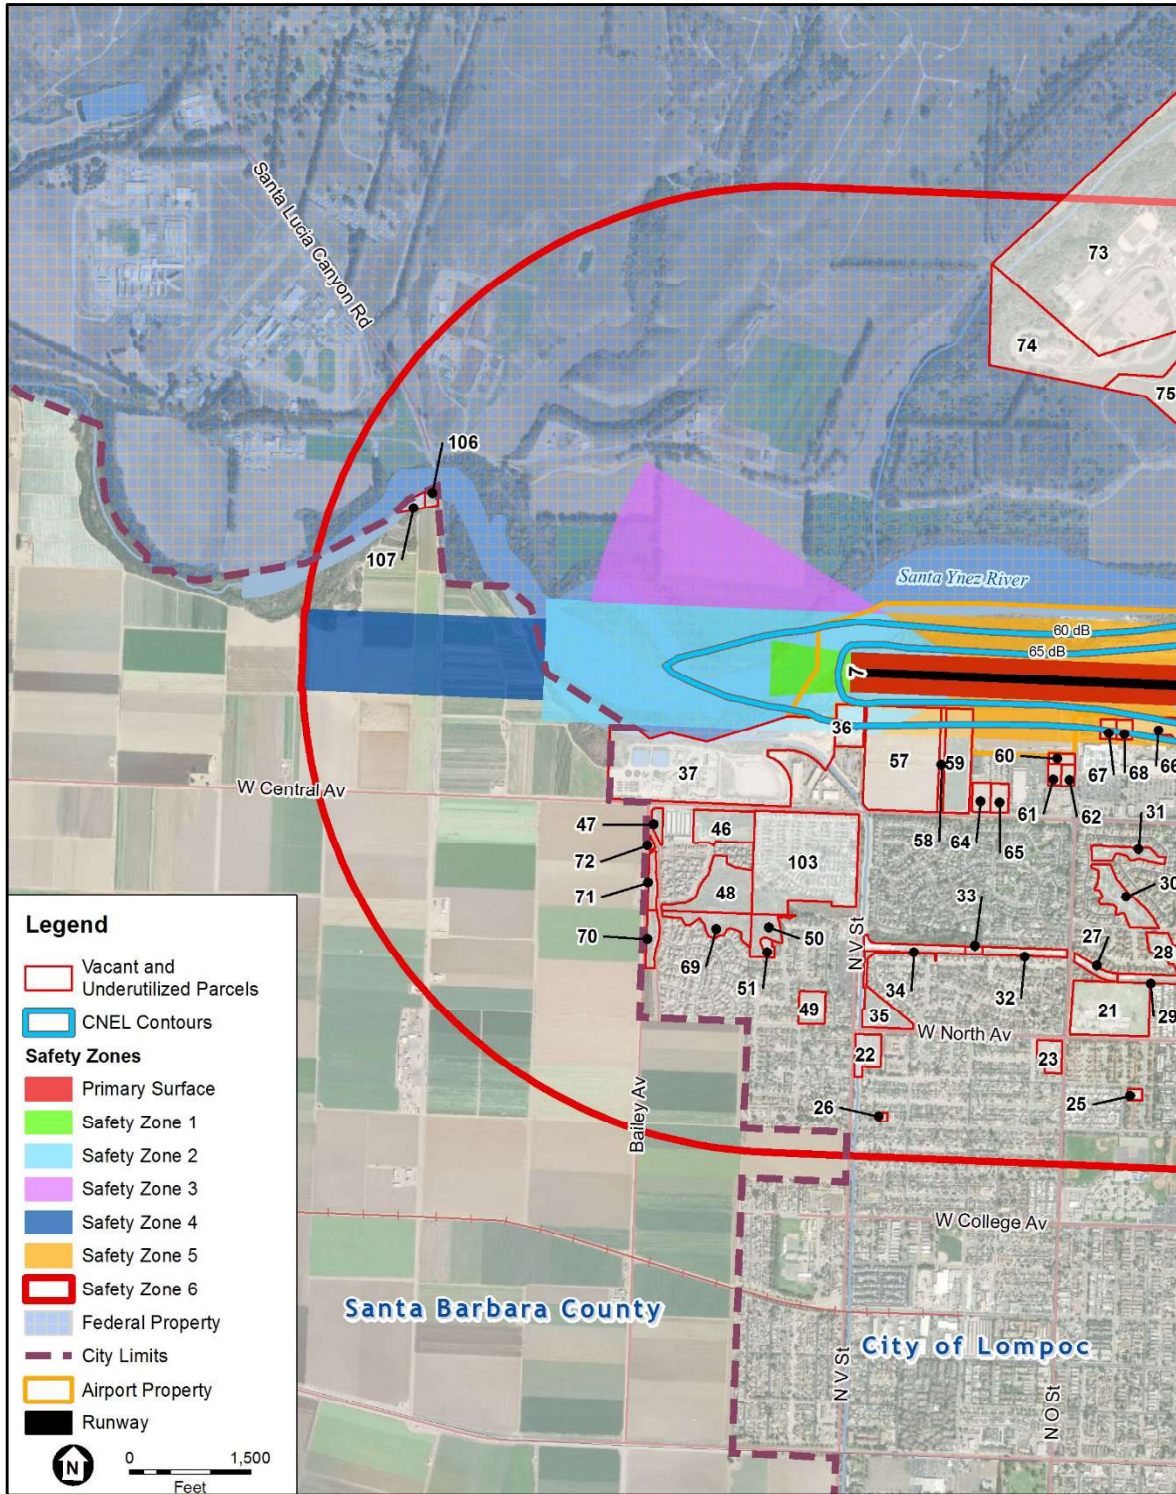 Santa Lucia Canyon Rd
73
74
75
106
107
Santa Ynez River
60 dB
65 dB
7
36
37
57
59
60
67
68
66
W Central Av
47
46
61
62
31
58
64
65
72
103
71
48
33
30
70
50
27
28
69
51
N V St
34
32
29
49
35
21
W North Av
22
23
26
25
Bailey Av
W College Av
Santa Barbara County
City of Lompoc
N V St
N O St
Legend
Vacant and
Underutilized Parcels
CNEL Contours
Safety Zones
Primary Surface
Safety Zone 1
Safety Zone 2
Safety Zone 3
Safety Zone 4
Safety Zone 5
Safety Zone 6
Federal Property
City Limits
Airport Property
Runway
N
0 1,500
Feet